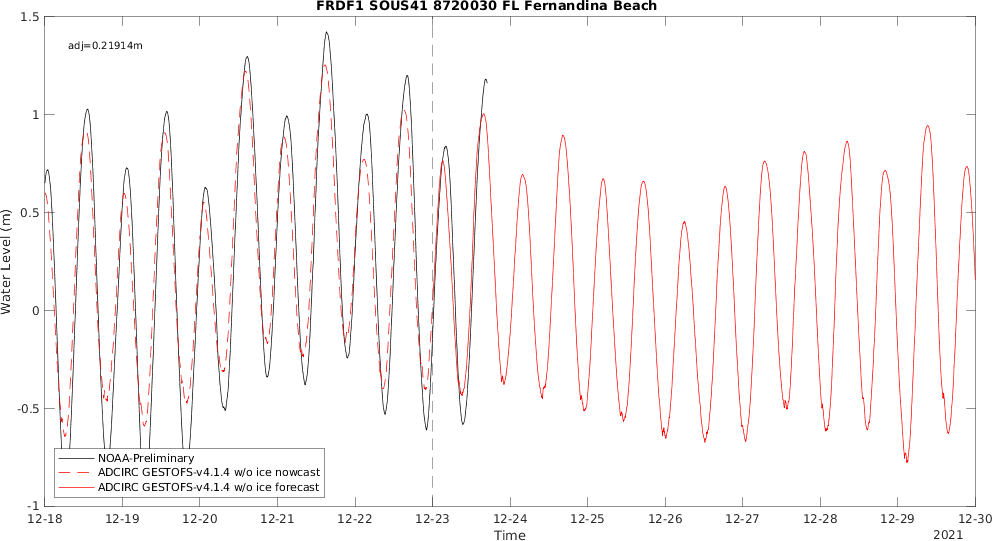 FRDF1 SOUS41 8720030 FL Fernandina Beach
adj=0.21914m
1.5
1
0.5
0
-0.5
-1
Water Level (m)
NOAA-Preliminary
ADCIRC GESTOFS-v4.1.4 w/o ice nowcast
ADCIRC GESTOFS-v4.1.4 w/o ice forecast
12-18 12-19 12-20 12-21 12-22 12-23 12-24 12-25 12-26 12-27 12-28 12-29 12-30
Time
2021